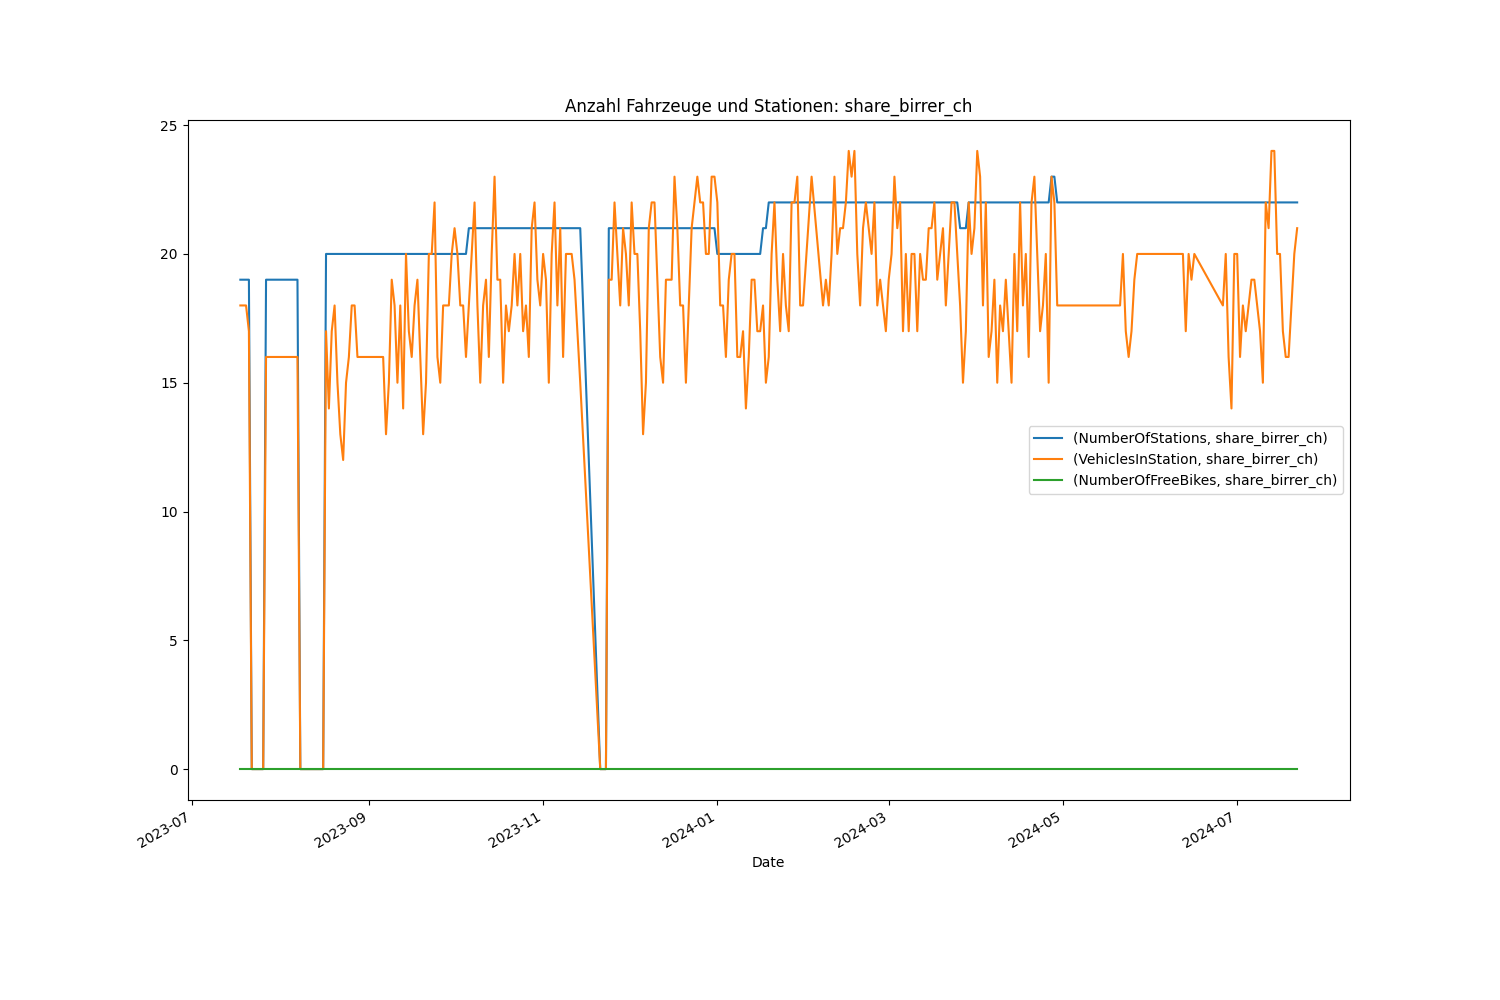 Anzahl Fahrzeuge und Stationen: share_birrer_ch
25
20
15
10
5
0
(NumberOfStations, share_birrer_ch)
(VehiclesInStation, share_birrer_ch)
(NumberOfFreeBikes, share_birrer_ch)
2023-07
2023-09
2023-11
2024-01
2024-03
2024-05
2024-07
Date